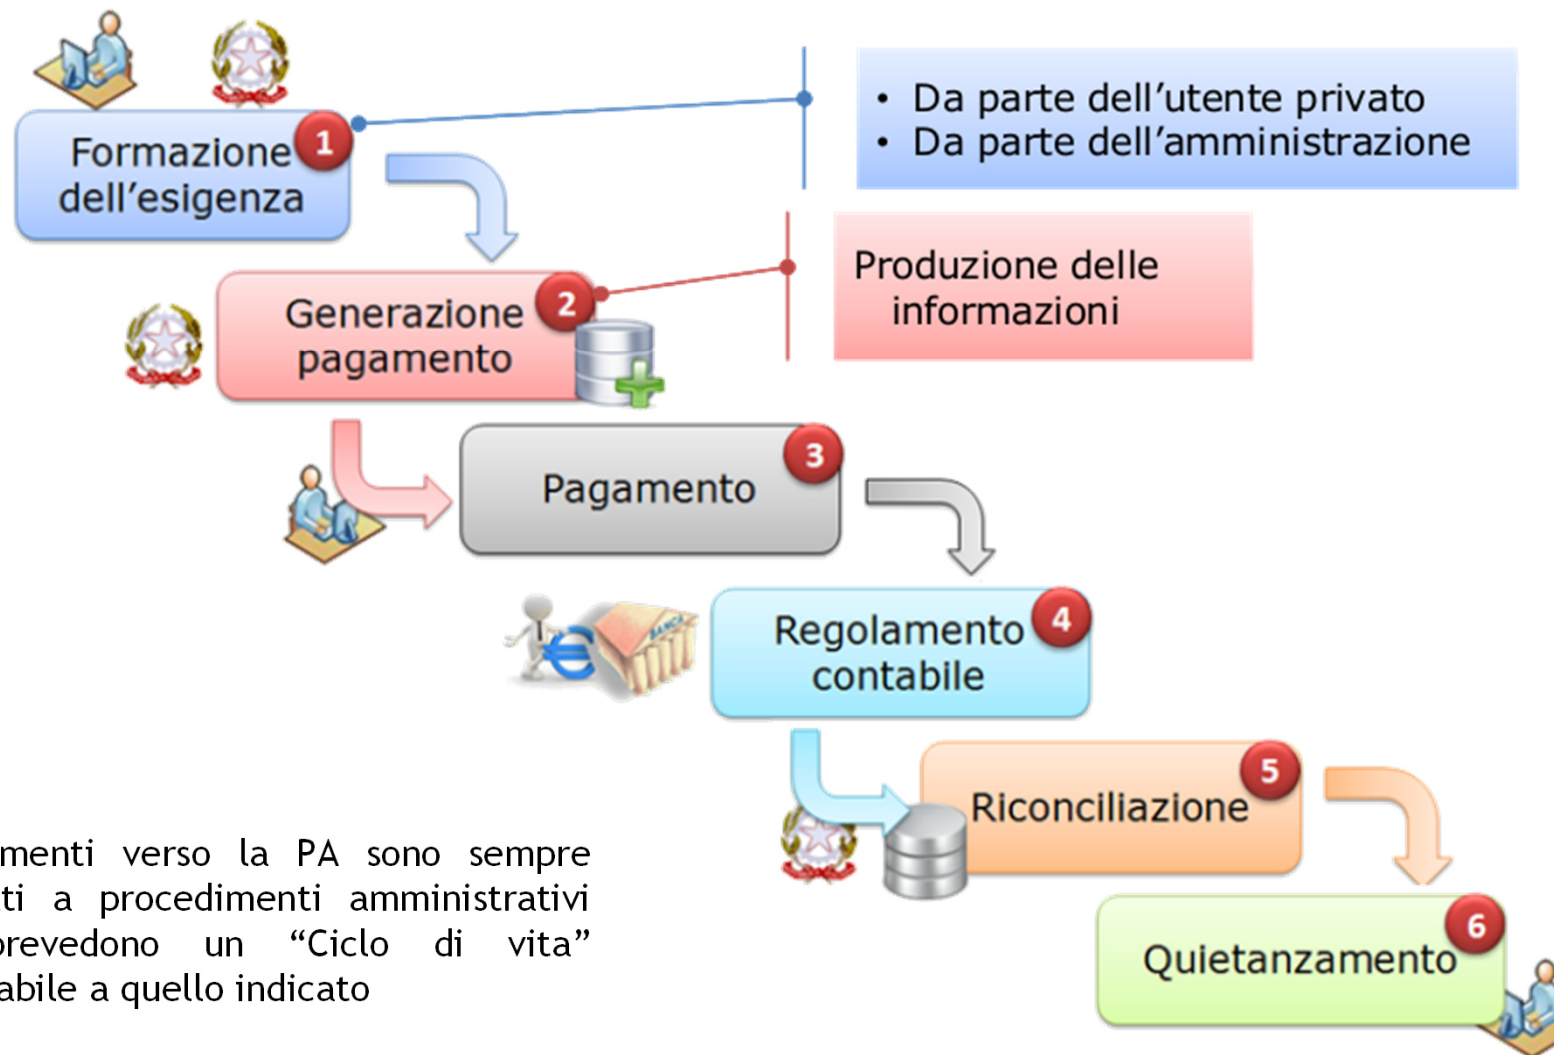 Formazione
dell’esigenza
1
• Da parte dell’utente privato
• Da parte dell’amministrazione
Generazione
pagamento
2
Produzione delle
informazioni
Pagamento
3
BANCA
Regolamento
contabile
4
Riconciliazione
5
Quietanzamento
6
menti verso la PA sono sempre
ti a procedimenti amministrativi
prevedono un “Ciclo di vita”
abile a quello indicato